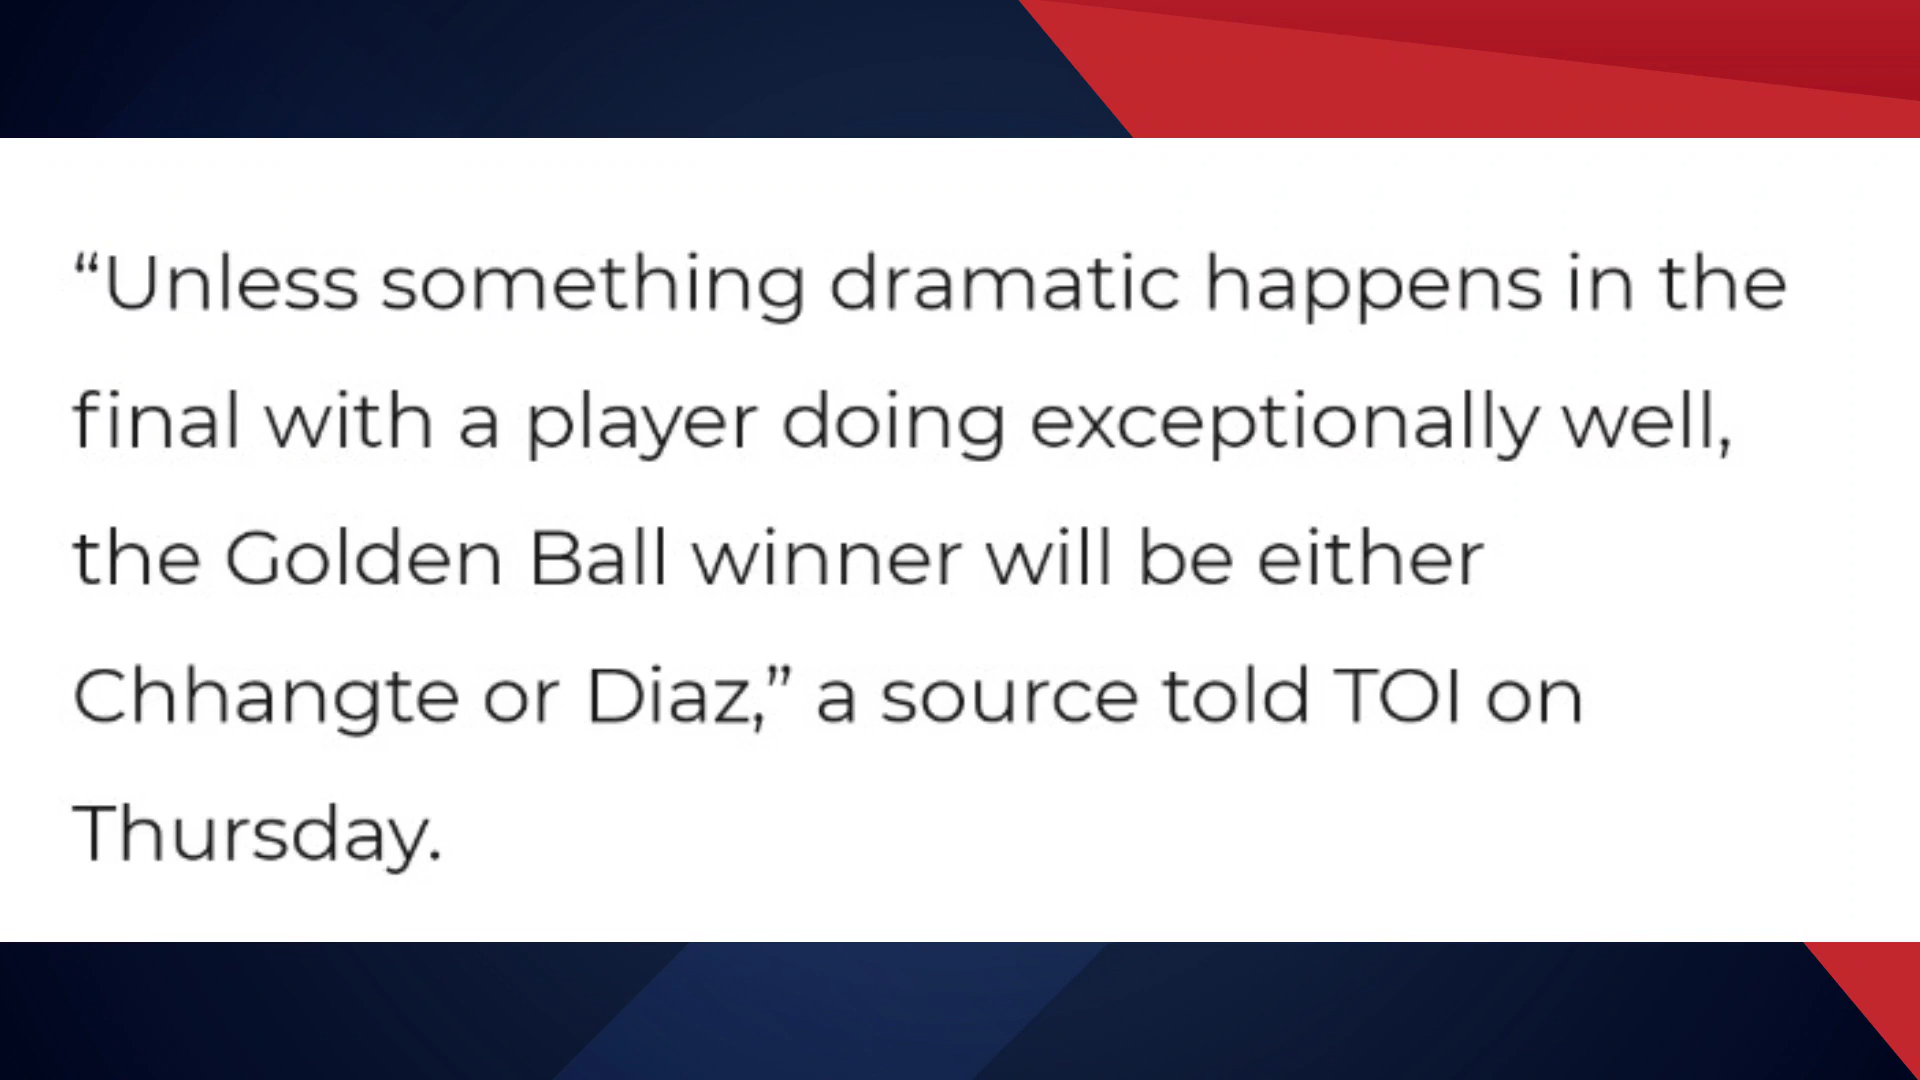 “Unless something dramatic happens in the
final with a player doing exceptionally well,
the Golden Ball winner will be either
Chhangte or Diaz,” a source told TOI on
Thursday.